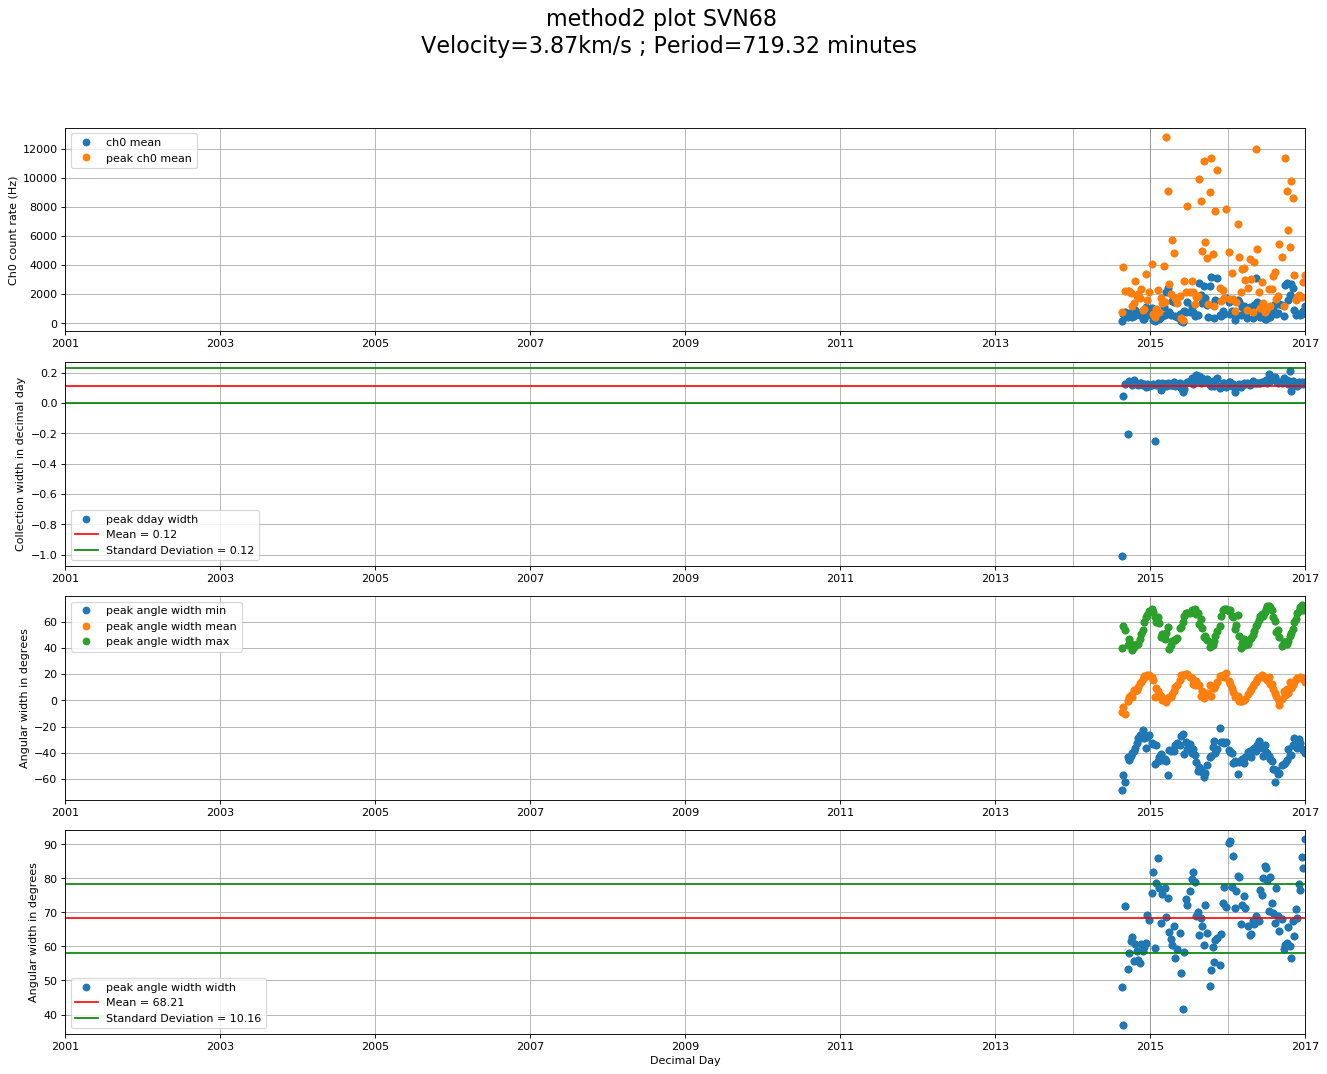 method2 plot SVN68
Velocity=3.87km/s ; Period=719.32 minutes
12000
10000
8000
6000
4000
2000
0
Ch0 count rate (Hz)
ch0 mean
peak ch0 mean
2001 2003 2005 2007 2009 2011 2013 2015 2017
0.2
0.0
−0.2
−0.4
−0.6
−0.8
−1.0
Collection width in decimal day
peak dday width
Mean = 0.12
Standard Deviation = 0.12
2001 2003 2005 2007 2009 2011 2013 2015 2017
60
40
20
0
−20
−40
−60
Angular width in degrees
peak angle width min
peak angle width mean
peak angle width max
2001 2003 2005 2007 2009 2011 2013 2015 2017
90
80
70
60
50
40
Angular width in degrees
peak angle width width
Mean = 68.21
Standard Deviation = 10.16
2001 2003 2005 2007 2009 2011 2013 2015 2017
Decimal Day